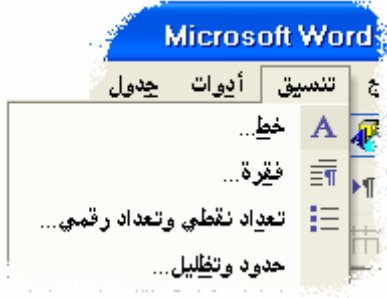 Microsoft Word
تنسيق أدوات جدول
خط...
فقرة...
تعداد نقطي وتعداد رقمي...
حدود وتظليل...